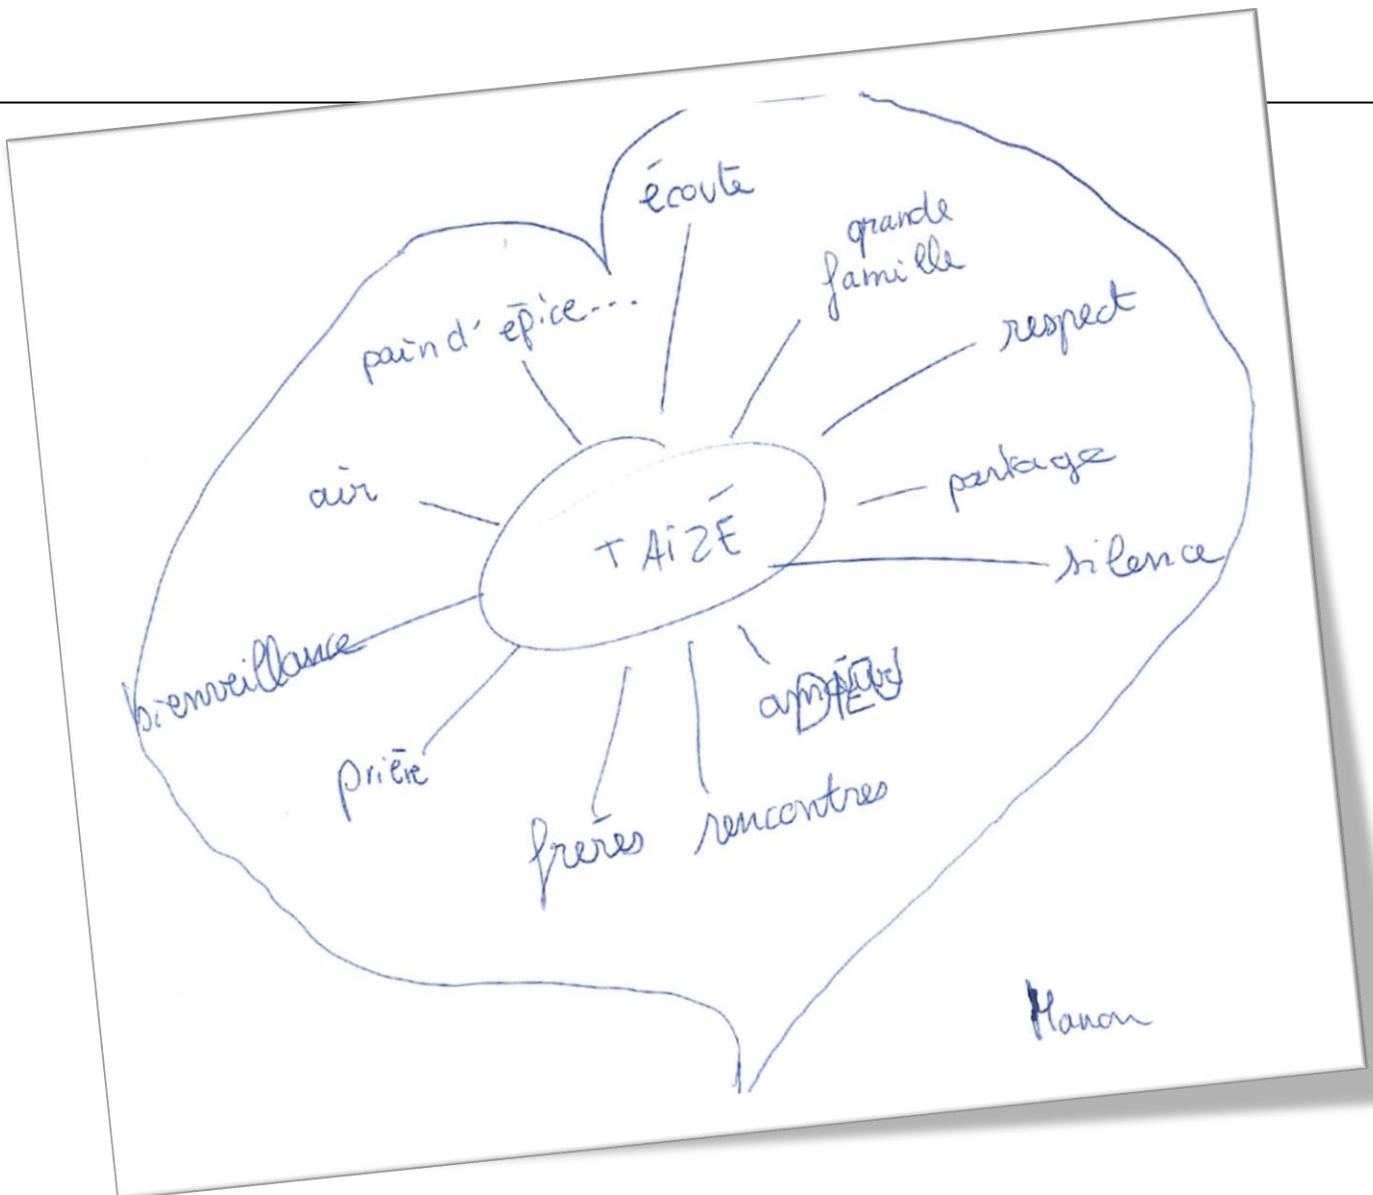 écoute
grande
famille
pain d'épice...
respect
partage
air
TAIZÉ
silence
bienveillance
prière
frères
rencontres
Manon